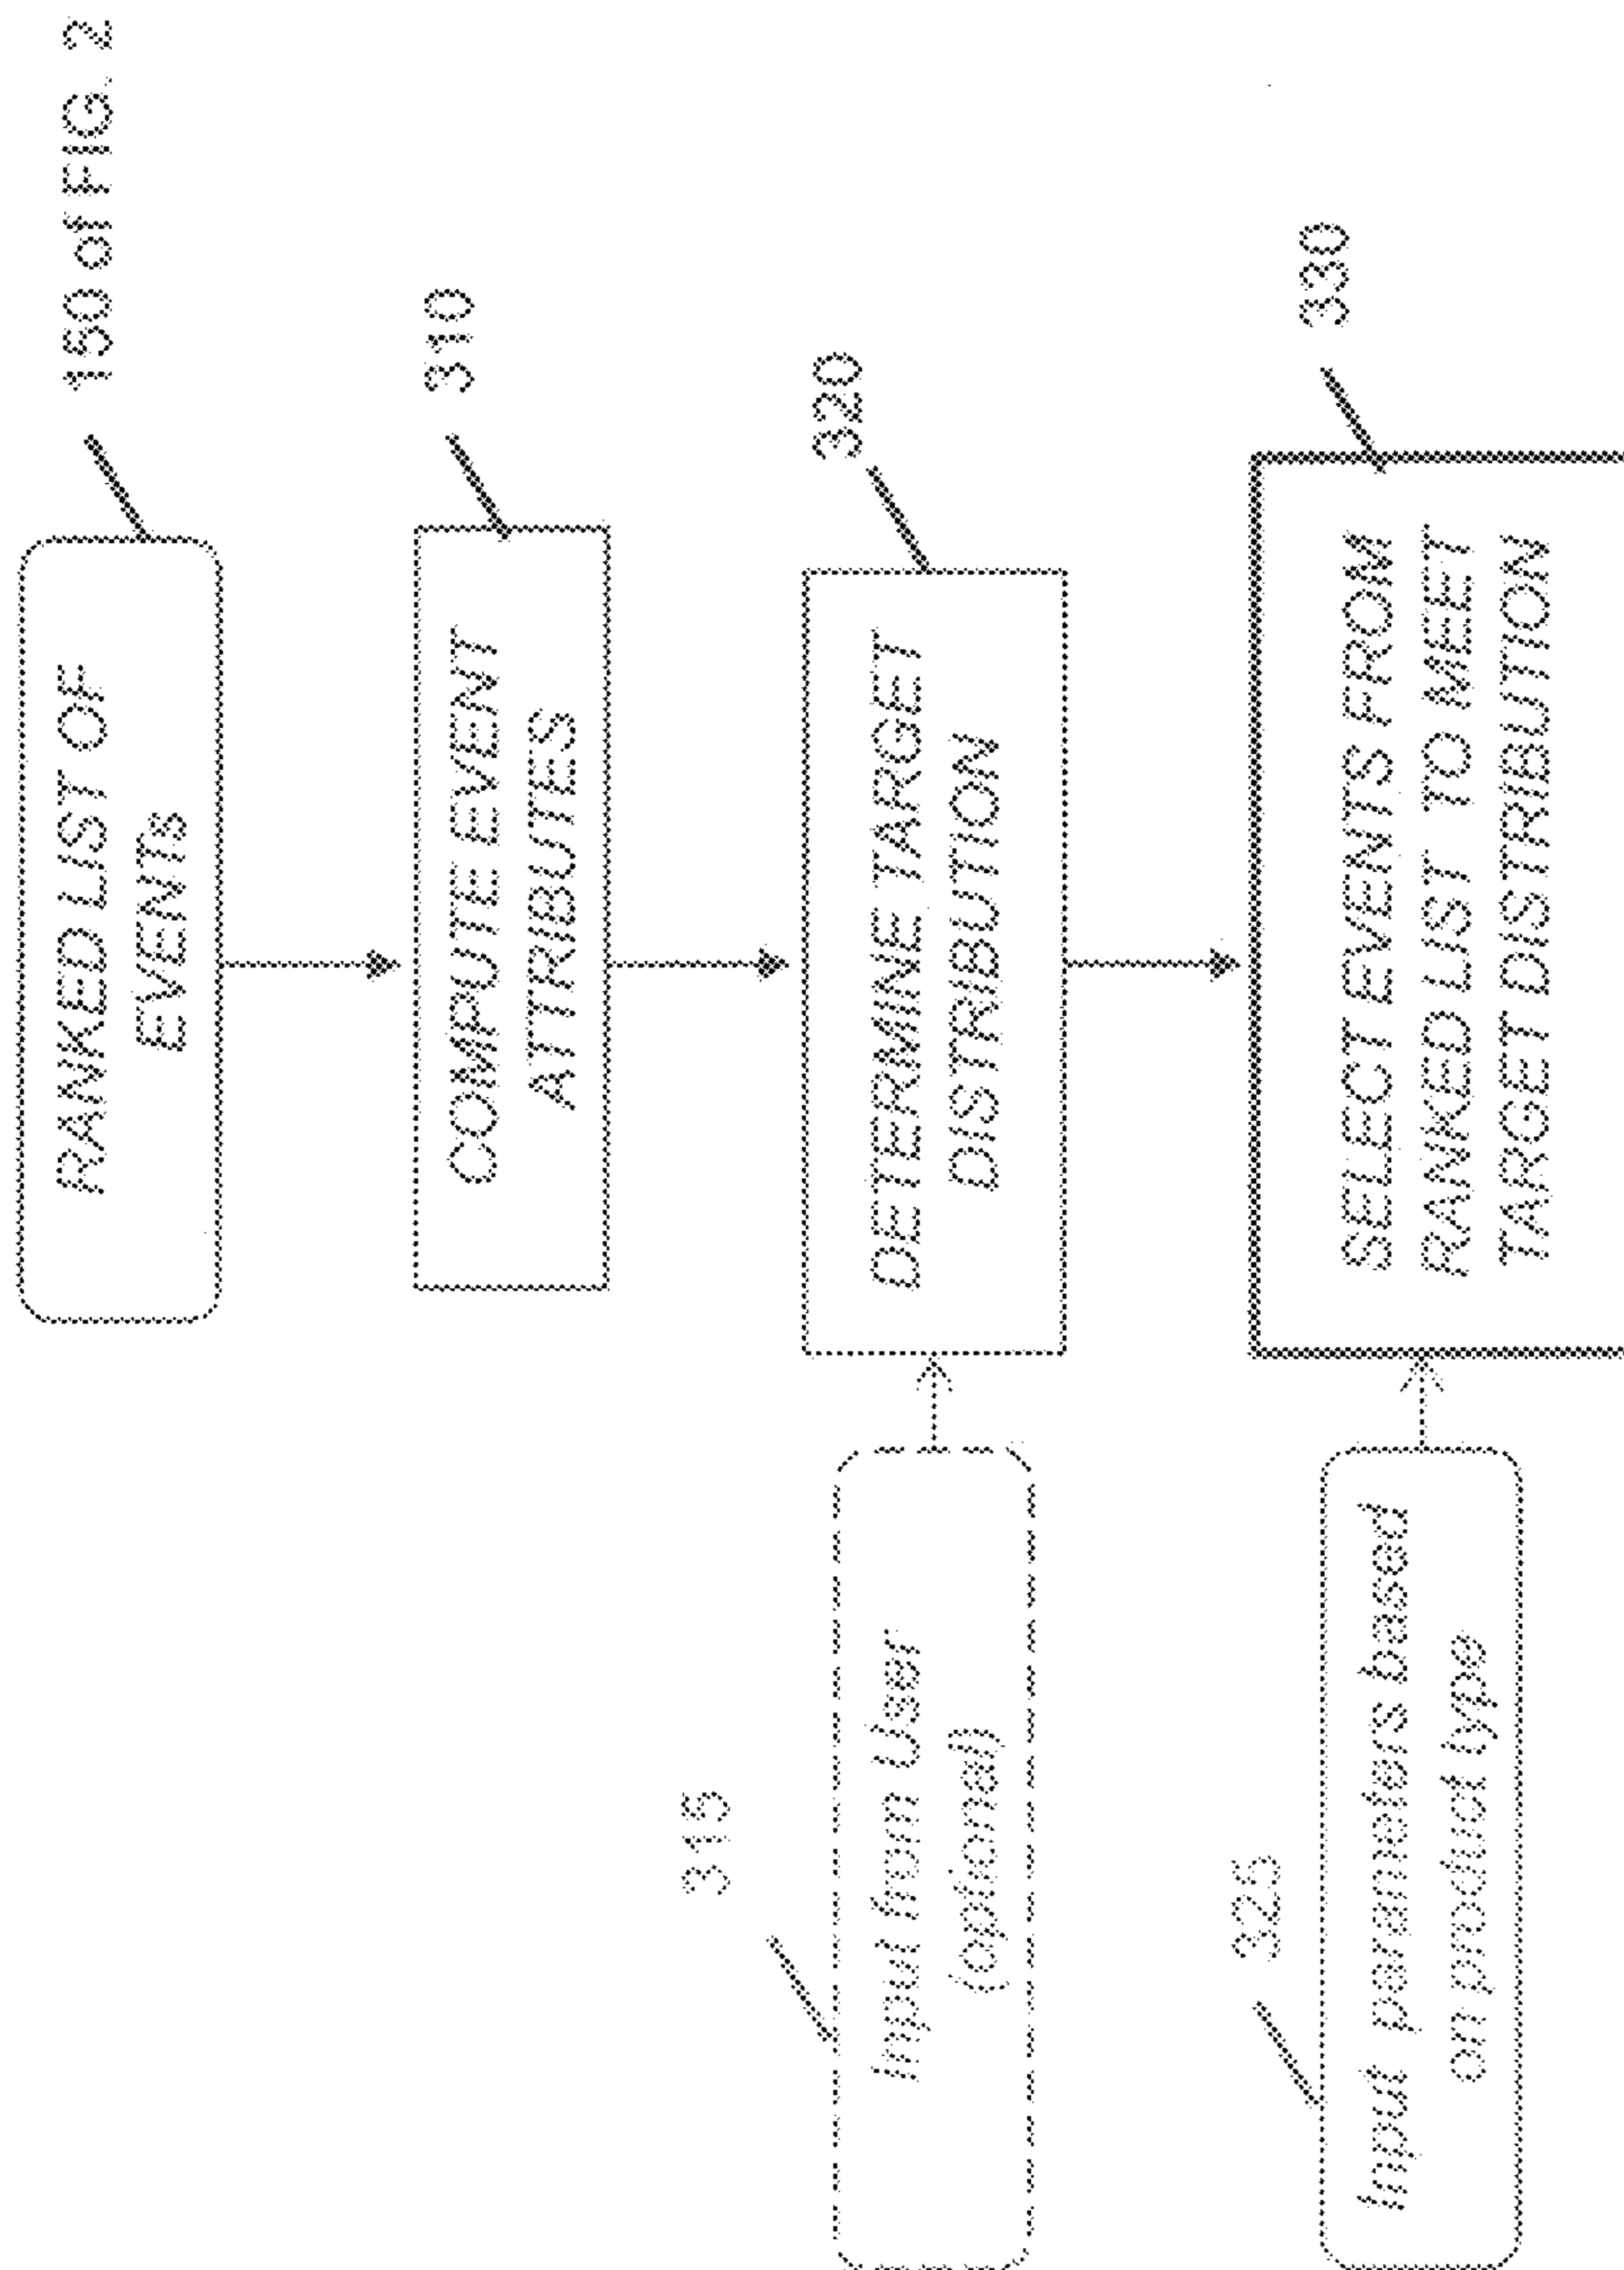 150 of FIG. 2
RANKED LIST OF
EVENTS
310
COMPUTE EVENT
ATTRIBUTES
320
DETERMINE TARGET
DISTRIBUTION
315
Input from User
(optional)
330
SELECT EVENTS FROM
RANKED LIST TO MEET
TARGET DISTRIBUTION
325
Input parameters based
on product type